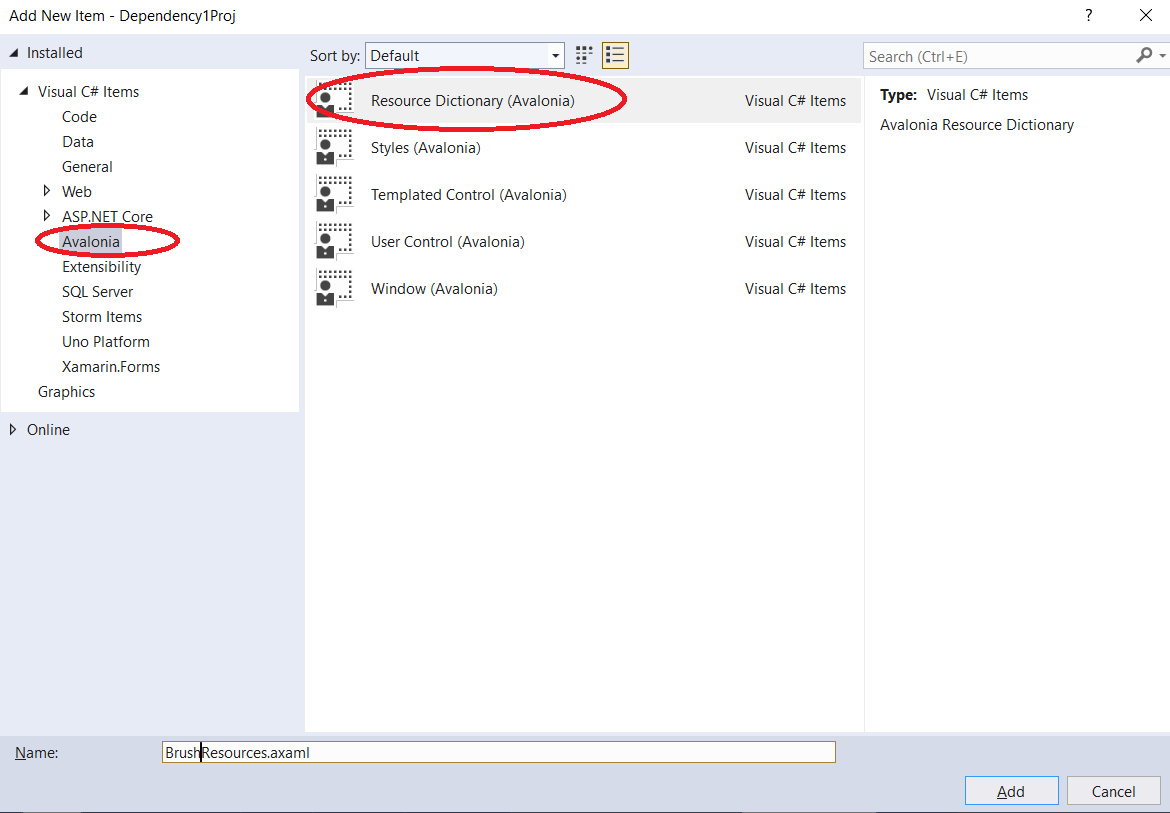 Add New Item - Dependency1Proj
?
Installed
Sort by: Default
Search (Ctrl+E)
Visual C# Items
Code
Data
General
Web
ASP.NET Core
Avalonia
Extensibility
SQL Server
Storm Items
Uno Platform
Xamarin.Forms
Graphics
Online
Resource Dictionary (Avalonia) Visual C# Items
Styles (Avalonia) Visual C# Items
Templated Control (Avalonia) Visual C# Items
User Control (Avalonia) Visual C# Items
Window (Avalonia) Visual C# Items
Type: Visual C# Items
Avalonia Resource Dictionary
Name: BrushResources.axaml
Add Cancel